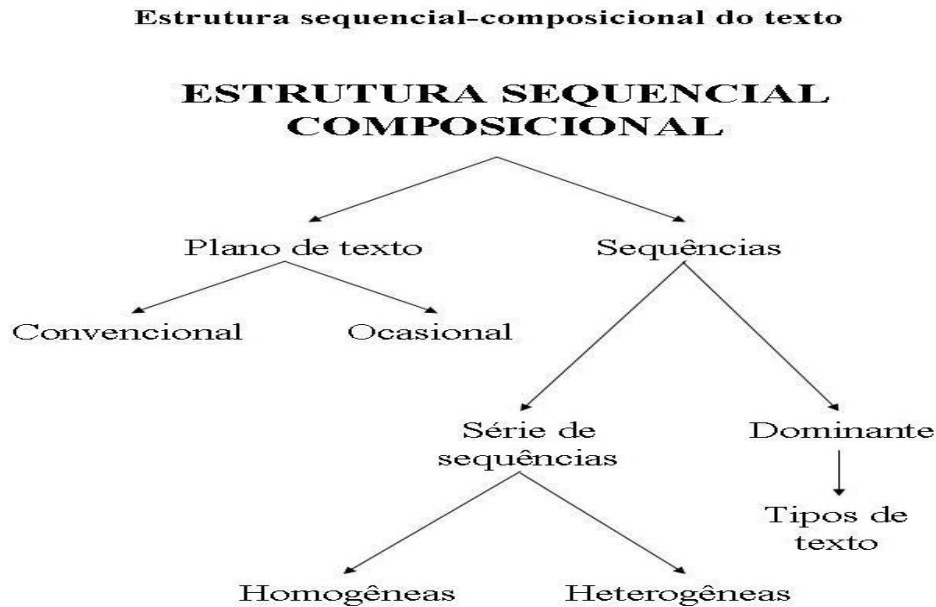 Estrutura sequencial-composicional do texto
ESTRUTURA SEQUENCIAL
COMPOSICIONAL
Plano de texto
Sequências
Convencional
Ocasional
Série de
sequências
Dominante
Tipos de
texto
Homogêneas
Heterogêneas